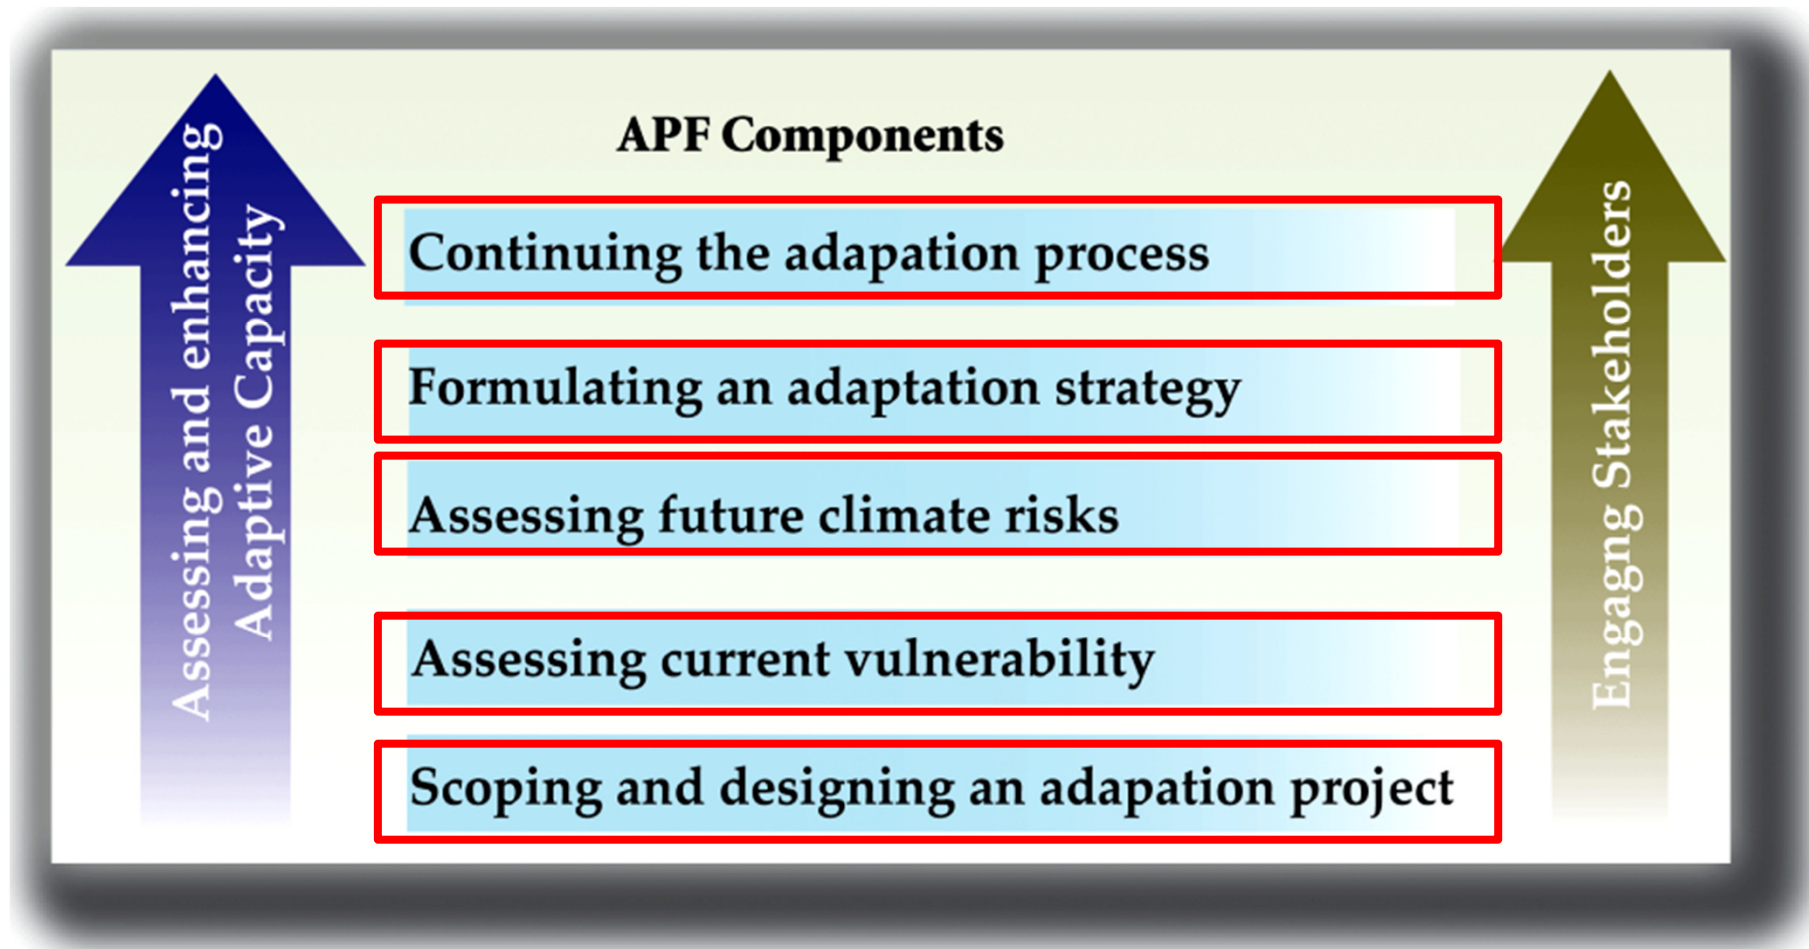 APF Components
Assessing and enhancing
Adaptive Capacity
Continuing the adapation process
Formulating an adaptation strategy
Assessing future climate risks
Assessing current vulnerability
Scoping and designing an adapation project
Engagng Stakeholders